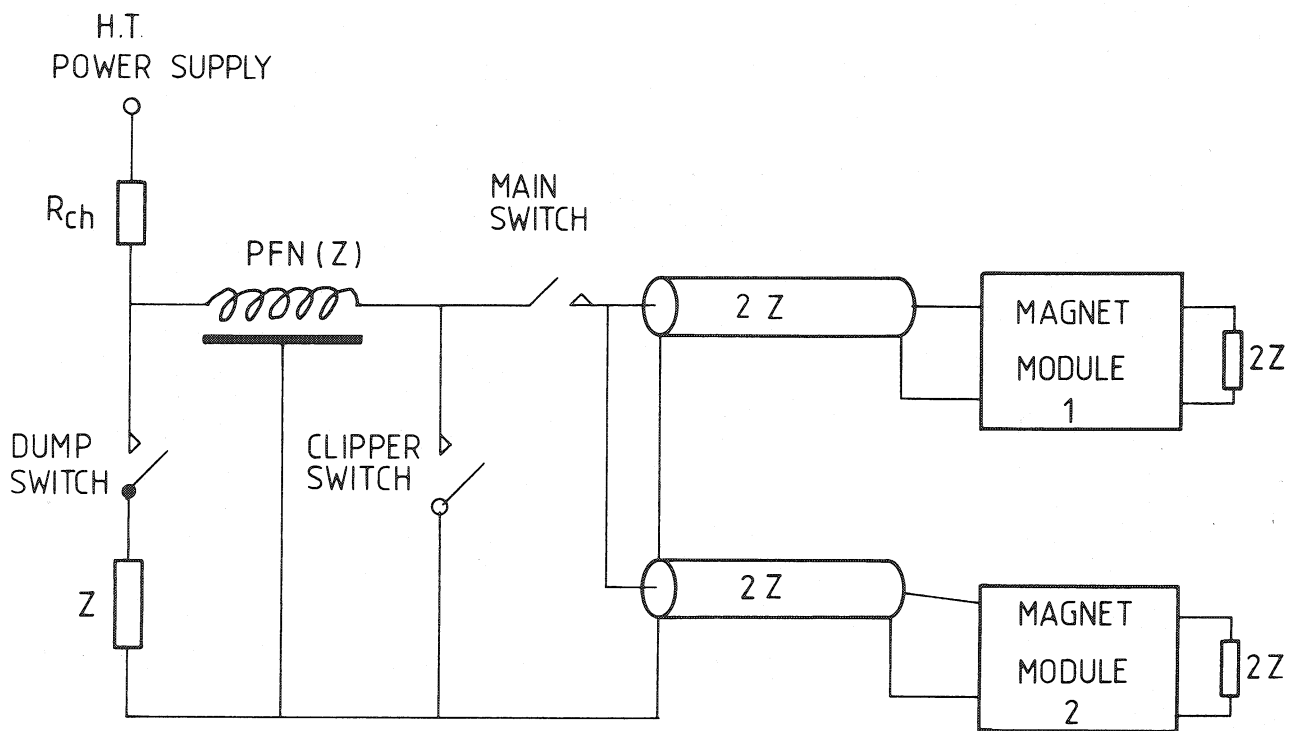 H.T.
POWER SUPPLY
Rch
MAIN
SWITCH
PFN (Z)
2 Z
MAGNET
MODULE
1
2Z
DUMP
SWITCH
CLIPPER
SWITCH
Z
2 Z
MAGNET
MODULE
2
2Z